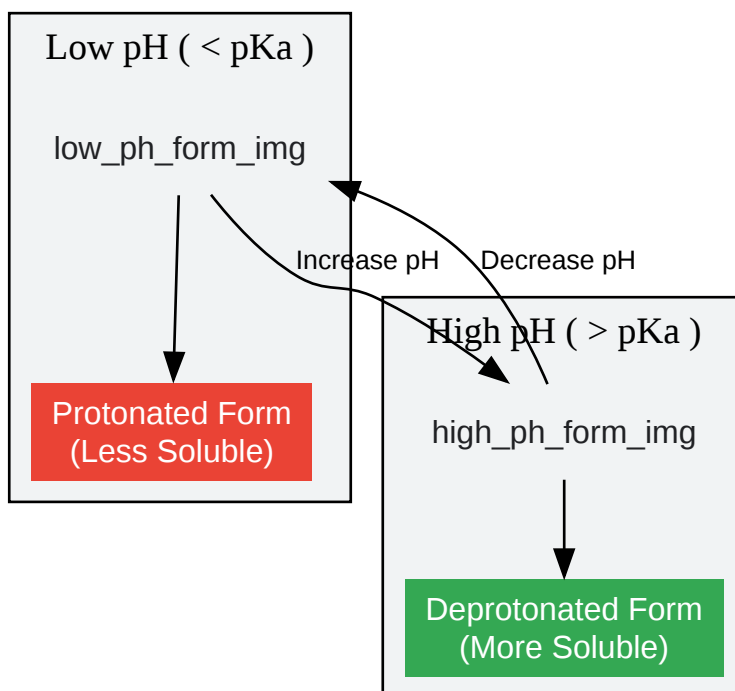 Low pH ( < pKa )
low_ph_form_img
Increase pH
Decrease pH
High pH ( > pKa )
Protonated Form
(Less Soluble)
high_ph_form_img
Deprotonated Form
(More Soluble)